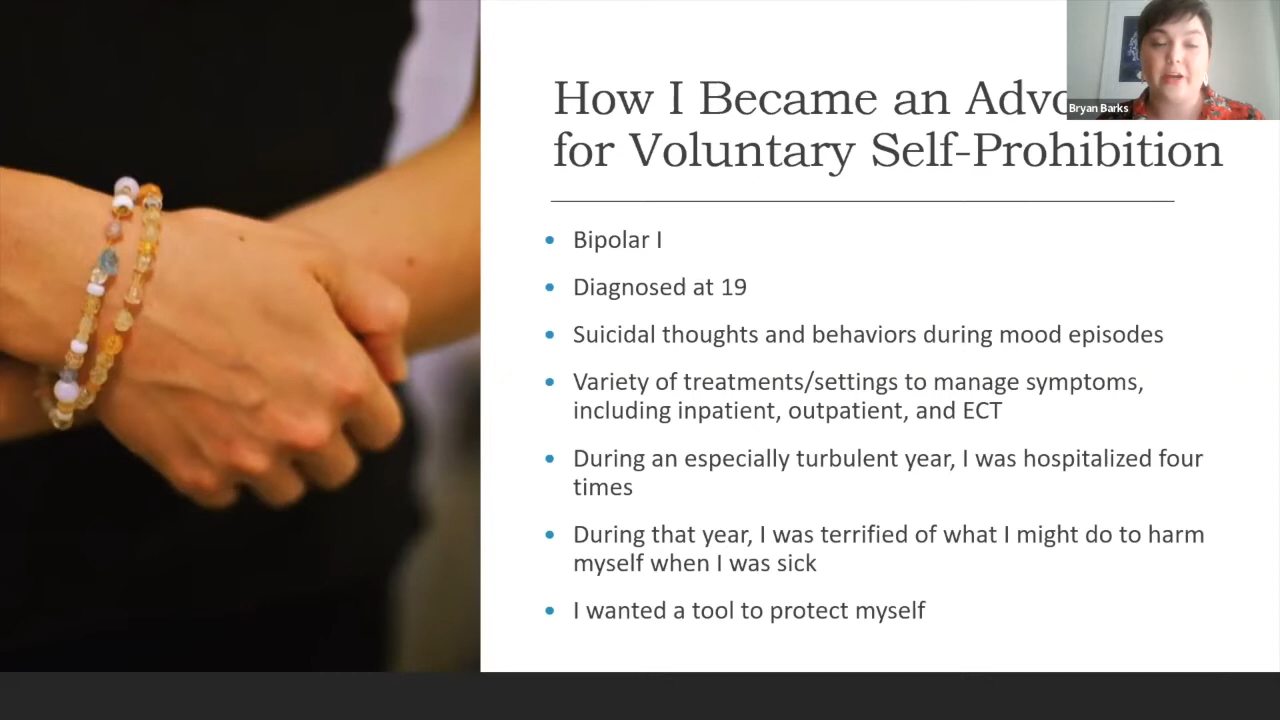 How I Became an Advo
for Voluntary Self-Prohibition
Bryan Barks
• Bipolar I
• Diagnosed at 19
• Suicidal thoughts and behaviors during mood episodes
• Variety of treatments/settings to manage symptoms,
including inpatient, outpatient, and ECT
• During an especially turbulent year, I was hospitalized four
times
• During that year, I was terrified of what I might do to harm
myself when I was sick
• I wanted a tool to protect myself